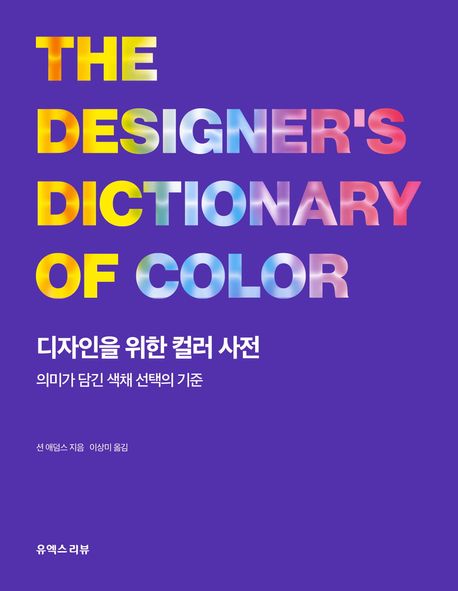 THE
DESIGNER'S
DICTIONARY
OF COLOR
디자인을 위한 컬러 사전
의미가 담긴 색채 선택의 기준
션 애덤스 지음 이상미 옮김
유엑스 리뷰